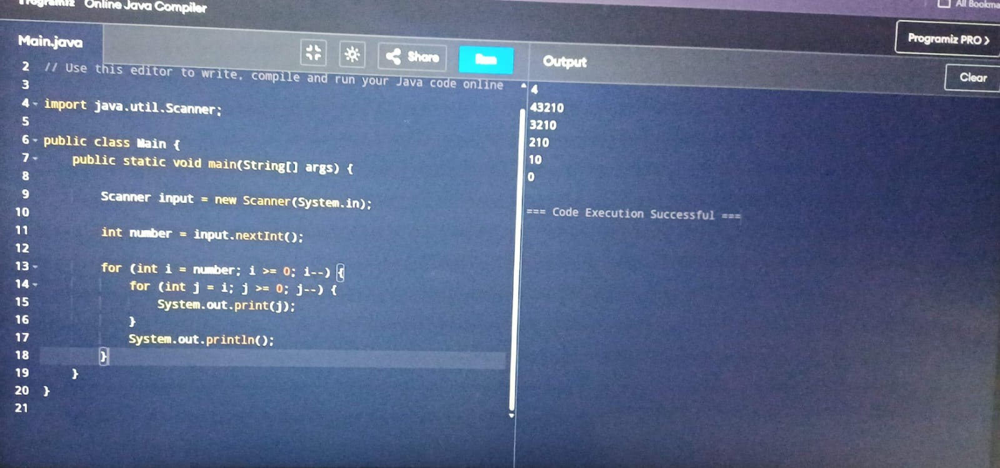 Programiz Online Java Compiler
All Bookma
Programiz PRO >
Main.java
Share
Run
Output
Clear
2 // Use this editor to write, compile and run your Java code online
3
4 import java.util.Scanner;
5
6 public class Main {
7 public static void main(String[] args) {
8
9 Scanner input = new Scanner(System.in);
10
11 int number = input.nextInt();
12
13 for (int i = number; i >= 0; i--) {
14 for (int j = i; j >= 0; j--) {
15 System.out.print(j);
16 }
17 System.out.println();
18 }
19 }
20 }
21
4
43210
3210
210
10
0
=== Code Execution Successful ===